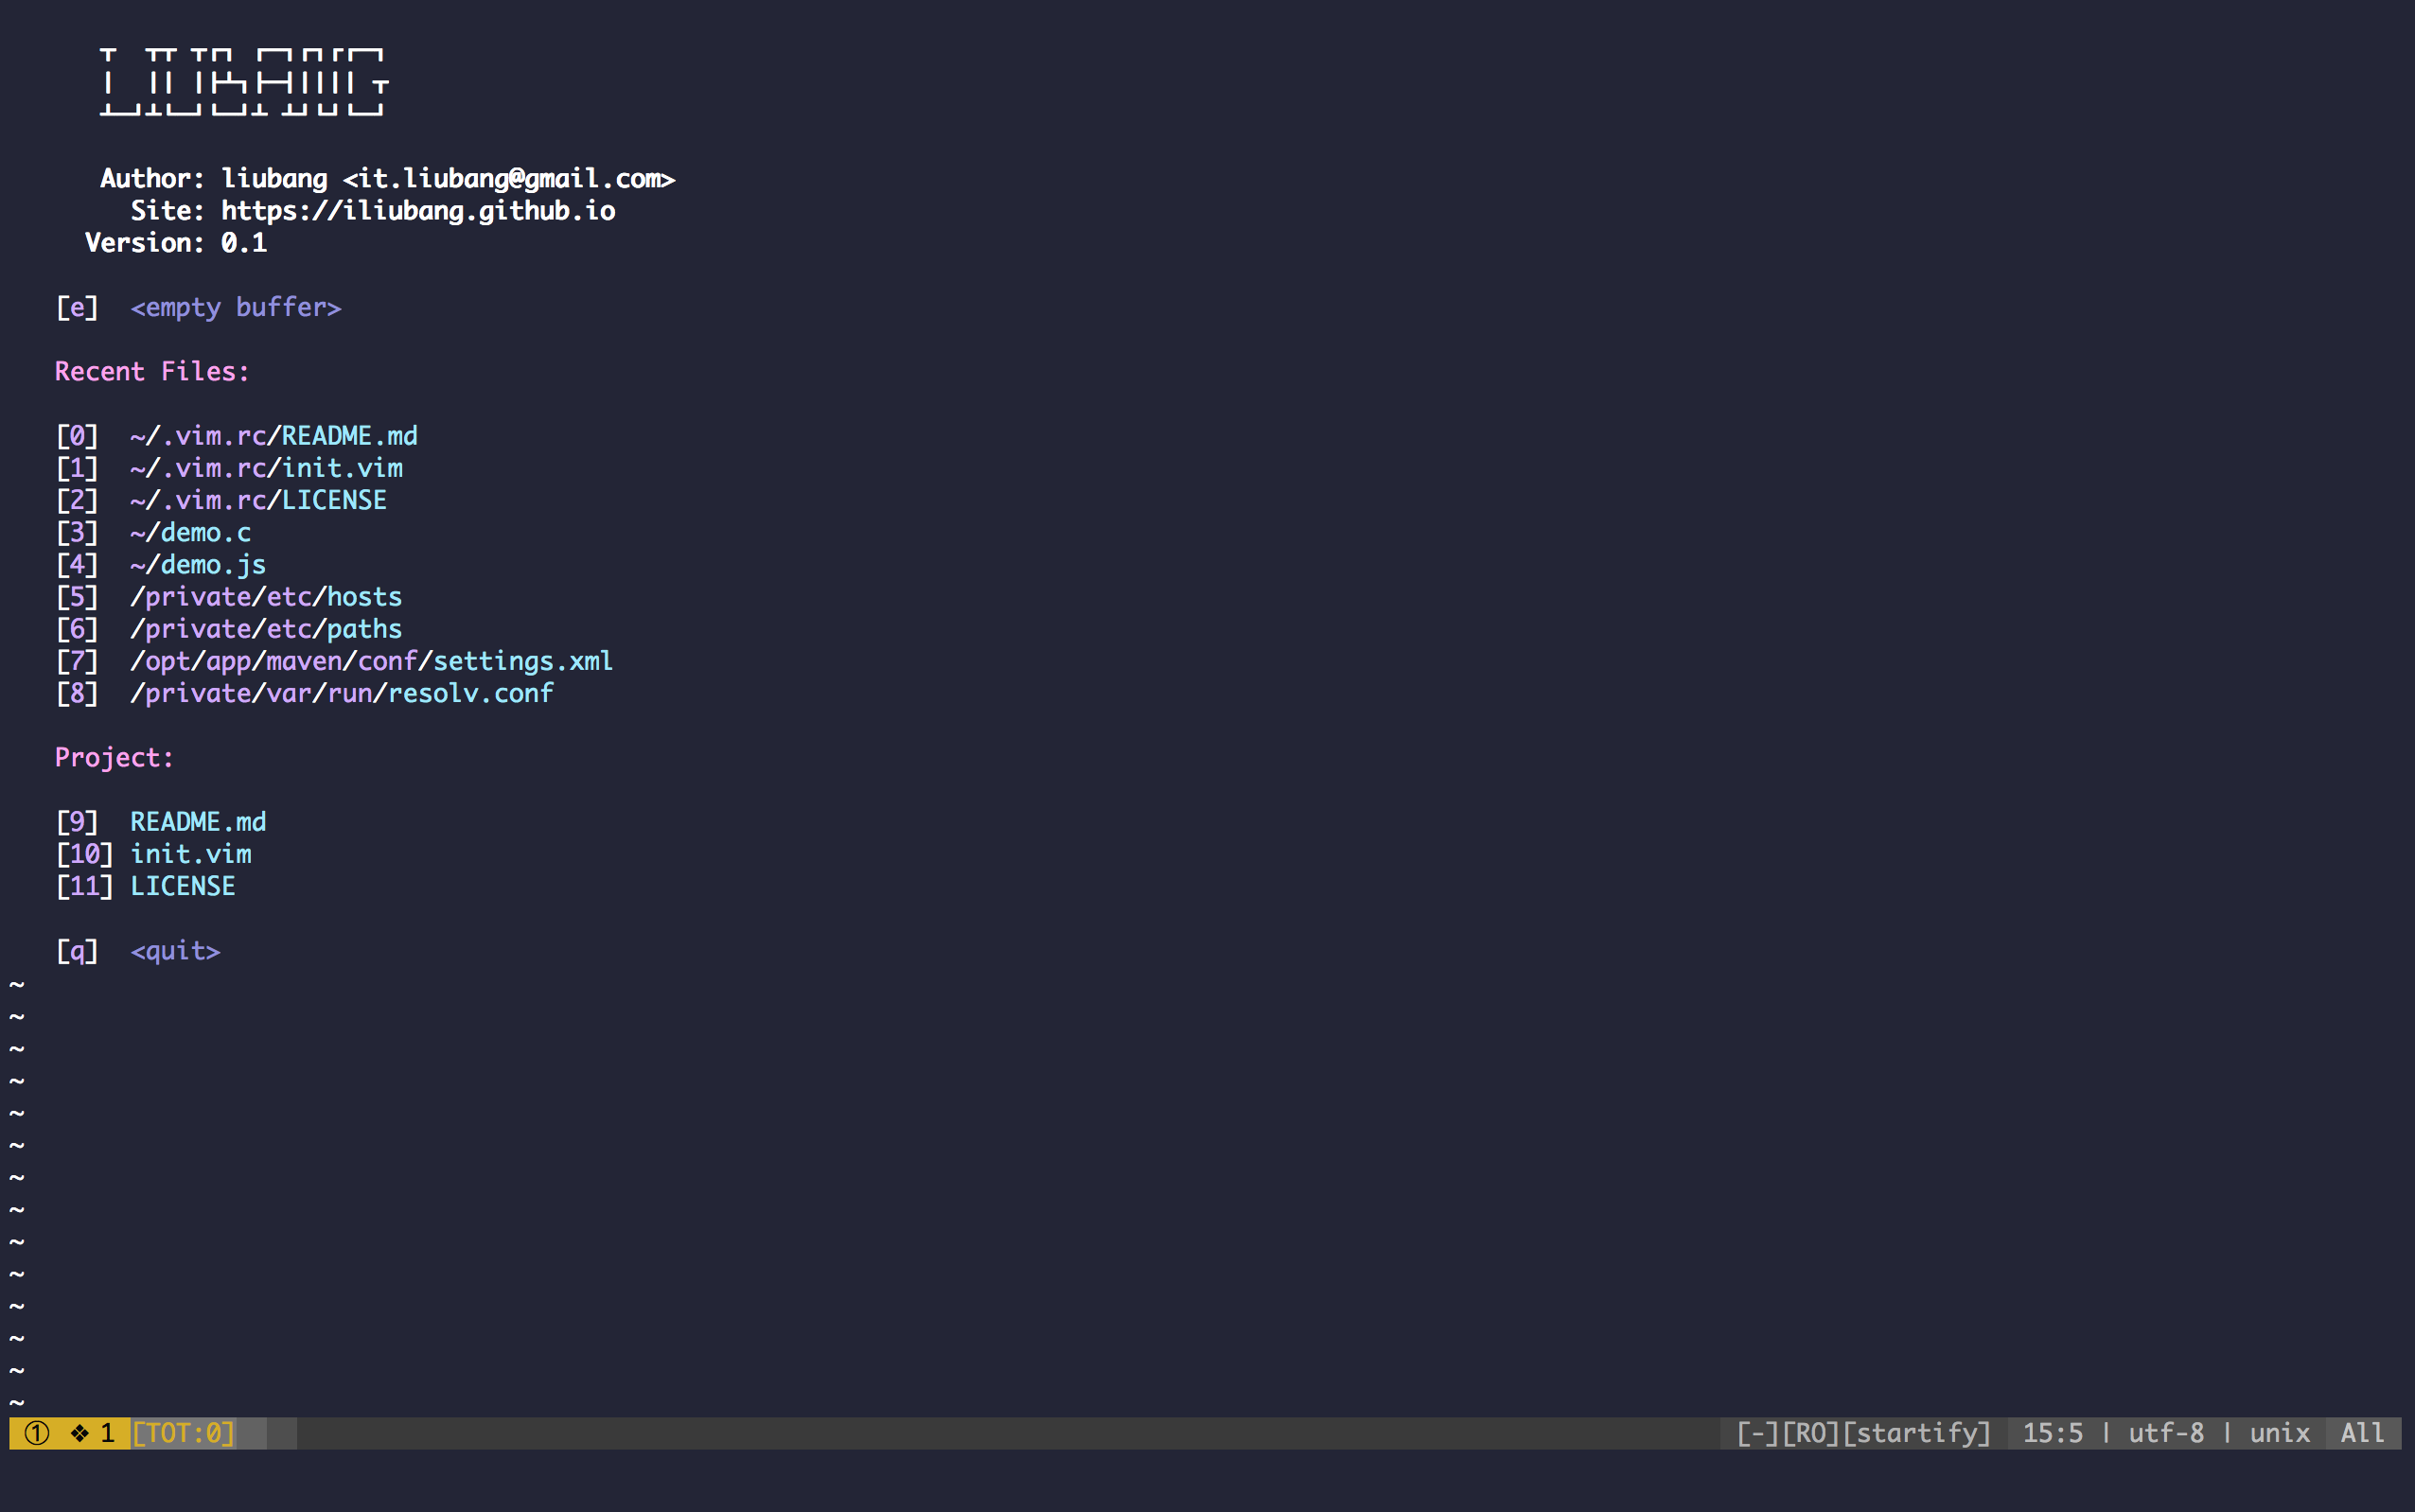 ┬  ┬┬ ┬┌┐ ┌─┐┌┐┌┌─┐
│  ││ │├┴┐├─┤││││ ┬
┴─┘┴└─┘└─┘┴ ┴┘└┘└─┘
Author: liubang <it.liubang@gmail.com>
Site: https://iliubang.github.io
Version: 0.1
[e]  <empty buffer>
Recent Files:
[0]  ~/.vim.rc/README.md
[1]  ~/.vim.rc/init.vim
[2]  ~/.vim.rc/LICENSE
[3]  ~/demo.c
[4]  ~/demo.js
[5]  /private/etc/hosts
[6]  /private/etc/paths
[7]  /opt/app/maven/conf/settings.xml
[8]  /private/var/run/resolv.conf
Project:
[9]  README.md
[10] init.vim
[11] LICENSE
[q]  <quit>
~
~
~
~
~
~
~
~
~
~
~
~
~
~
① ❖ 1 [TOT:0] [-][RO][startify] 15:5 | utf-8 | unix All